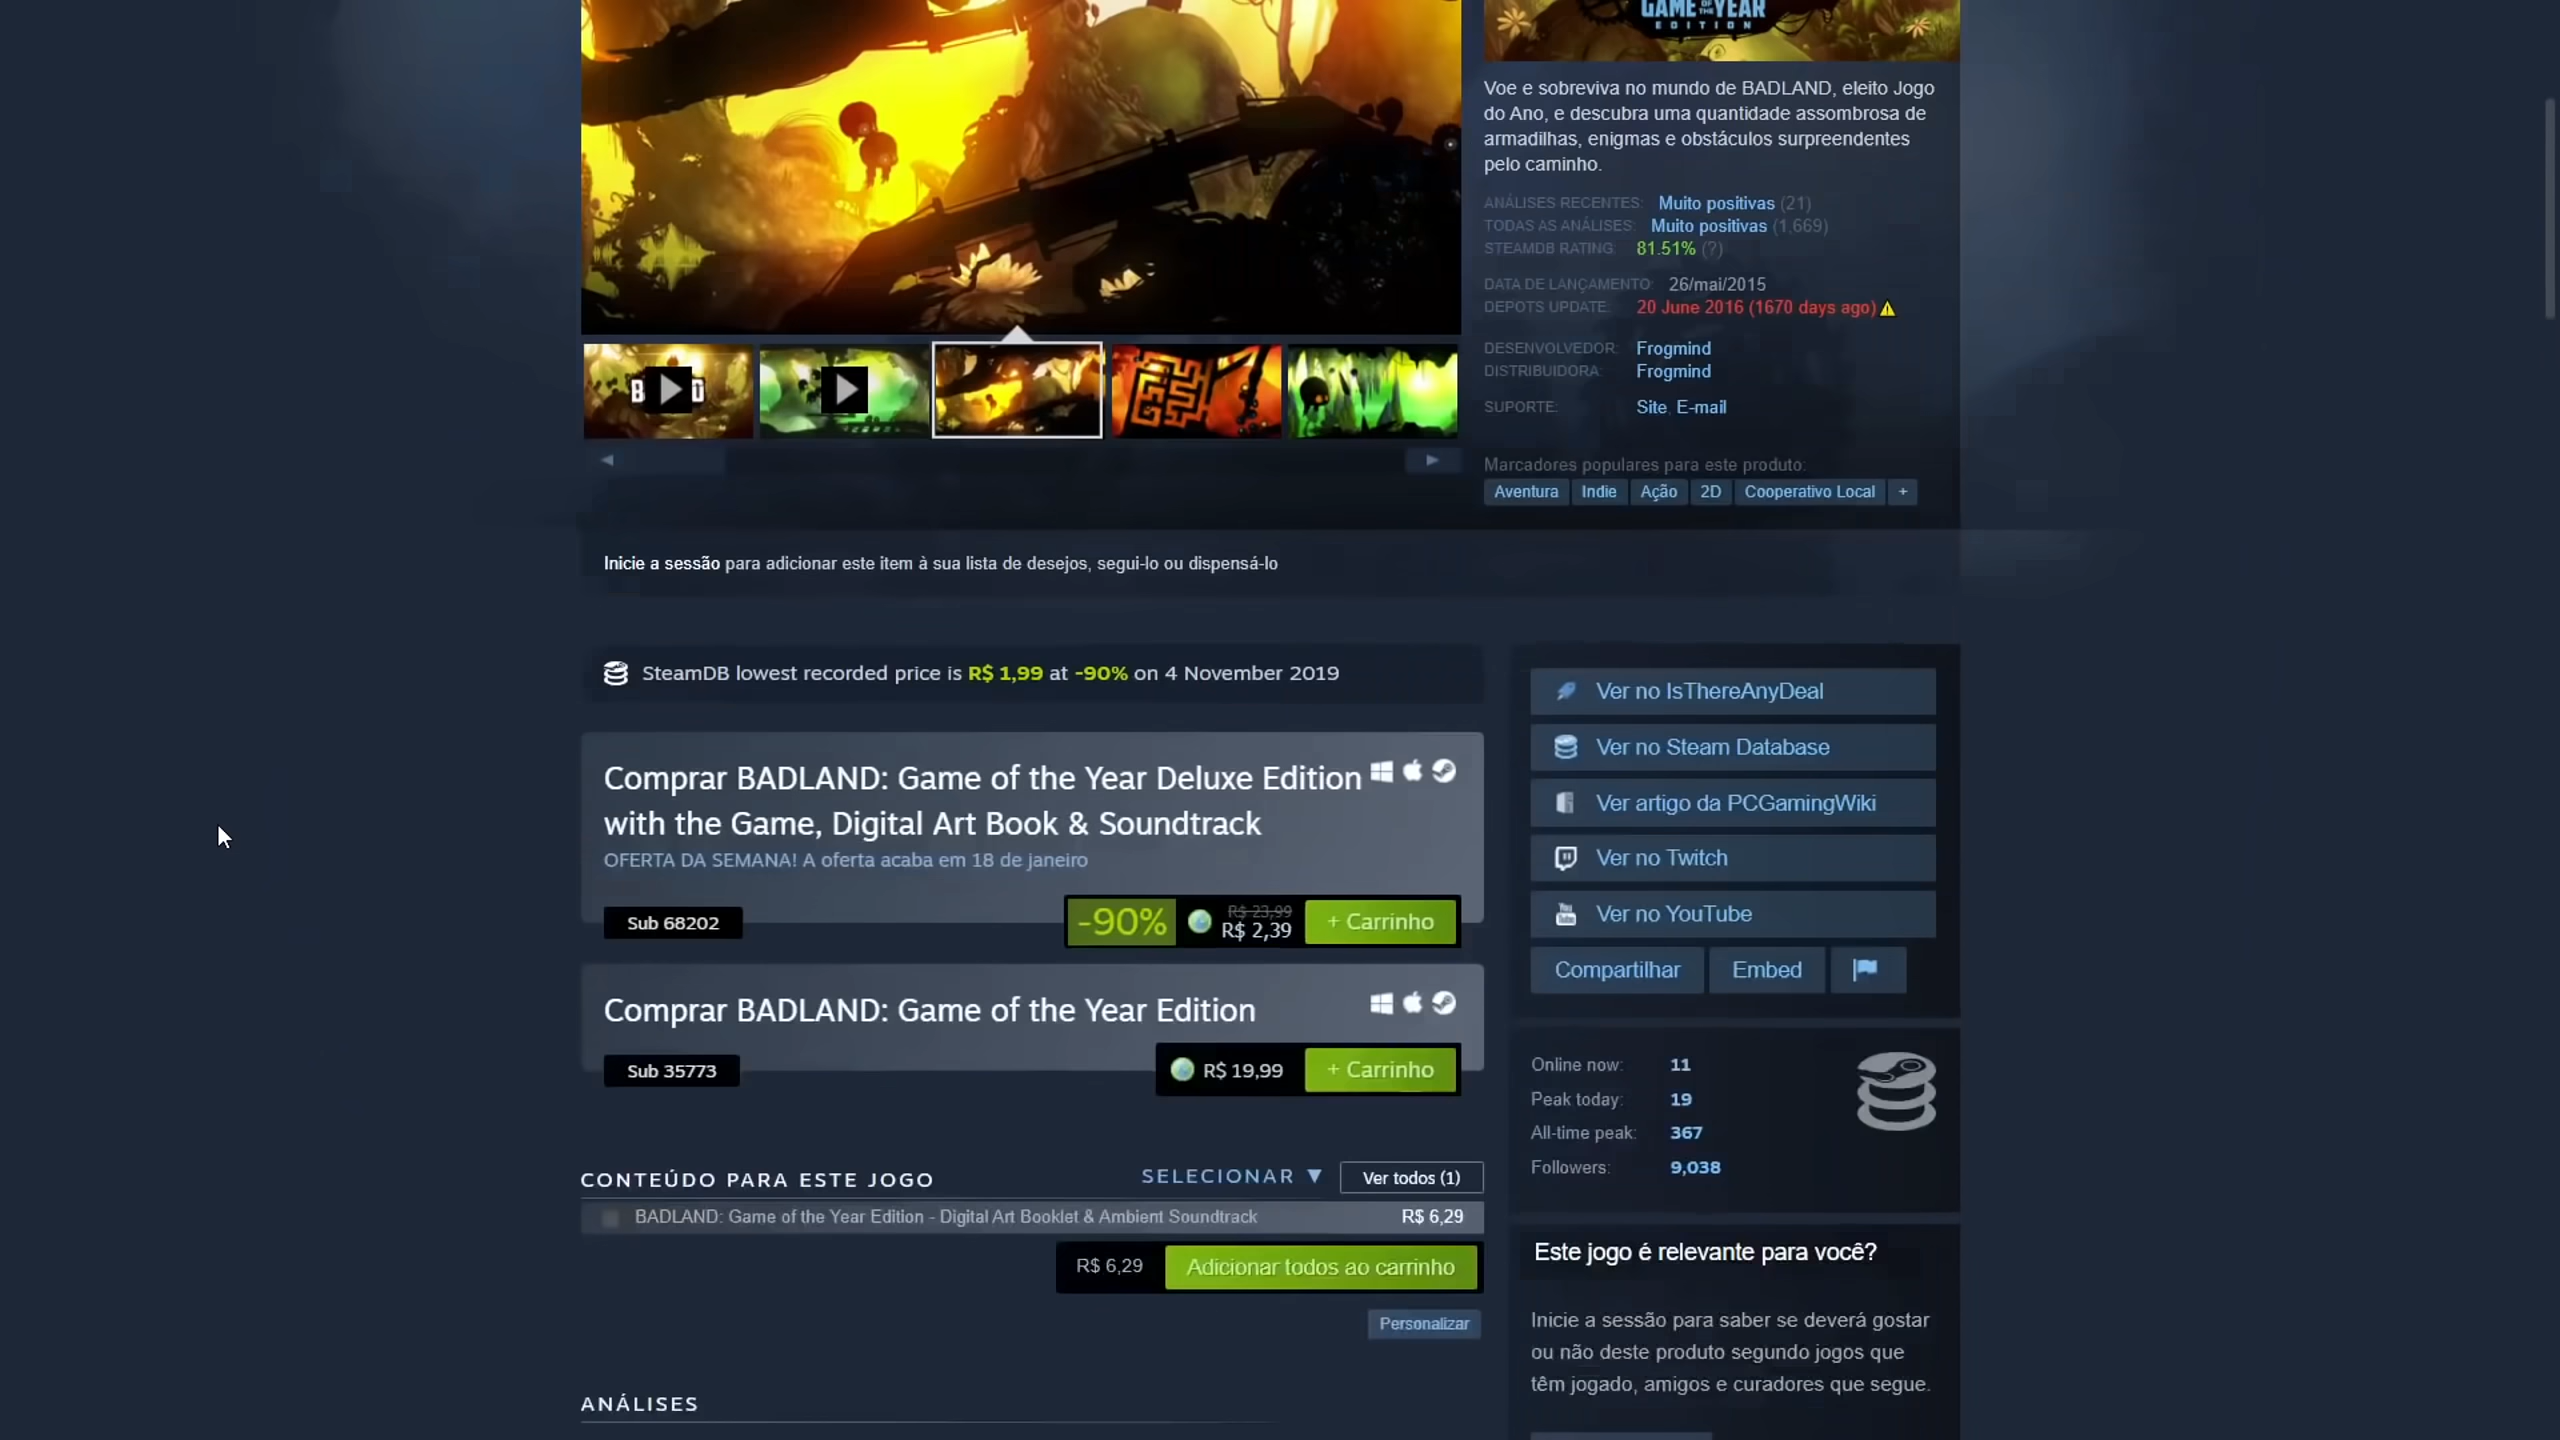 GAME OF THE YEAR
EDITION
Voe e sobreviva no mundo de BADLAND, eleito Jogo
do Ano, e descubra uma quantidade assombrosa de
armadilhas, enigmas e obstáculos surpreendentes
pelo caminho.
ANÁLISES RECENTES: Muito positivas (21)
TODAS AS ANÁLISES: Muito positivas (1,669)
STEAMDB RATING: 81.51% (?)
DATA DE LANÇAMENTO: 26/mai/2015
DEPOTS UPDATE: 20 June 2016 (1670 days ago)
DESENVOLVEDOR: Frogmind
DISTRIBUIDORA: Frogmind
SUPORTE: Site, E-mail
Marcadores populares para este produto:
Aventura Indie Ação 2D Cooperativo Local +
Inicie a sessão para adicionar este item à sua lista de desejos, segui-lo ou dispensá-lo
SteamDB lowest recorded price is R$ 1,99 at -90% on 4 November 2019
Comprar BADLAND: Game of the Year Deluxe Edition
with the Game, Digital Art Book & Soundtrack
OFERTA DA SEMANA! A oferta acaba em 18 de janeiro
Sub 68202
-90% R$ 23,99 R$ 2,39 + Carrinho
Comprar BADLAND: Game of the Year Edition
Sub 35773
R$ 19,99 + Carrinho
CONTEÚDO PARA ESTE JOGO SELECIONAR ▼ Ver todos (1)
BADLAND: Game of the Year Edition - Digital Art Booklet & Ambient Soundtrack R$ 6,29
R$ 6,29 Adicionar todos ao carrinho
Personalizar
ANÁLISES
Ver no IsThereAnyDeal
Ver no Steam Database
Ver artigo da PCGamingWiki
Ver no Twitch
You Tube Ver no YouTube
Compartilhar Embed
Online now: 11
Peak today: 19
All-time peak: 367
Followers: 9,038
Este jogo é relevante para você?
Inicie a sessão para saber se deverá gostar
ou não deste produto segundo jogos que
têm jogado, amigos e curadores que segue.